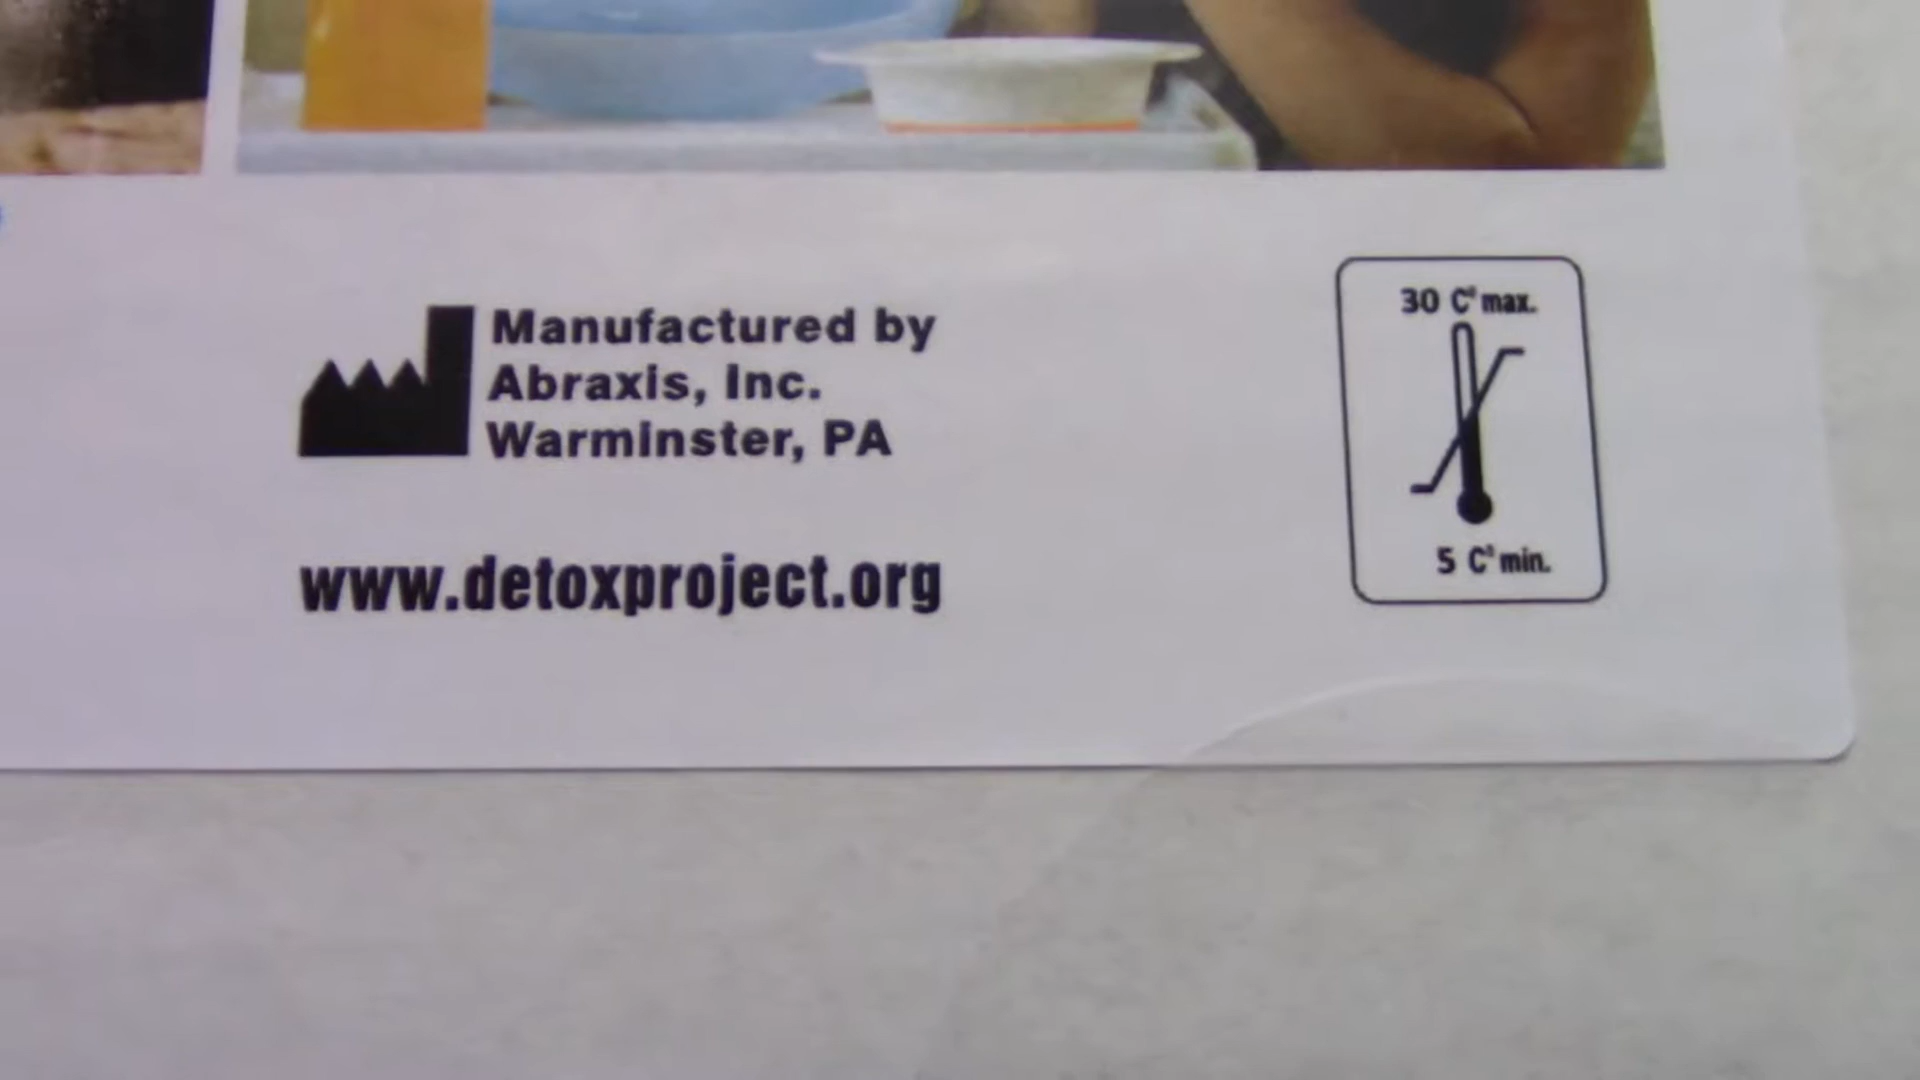 Manufactured by
Abraxis, Inc.
Warminster, PA
www.detoxproject.org
30 C° max.
5 C° min.